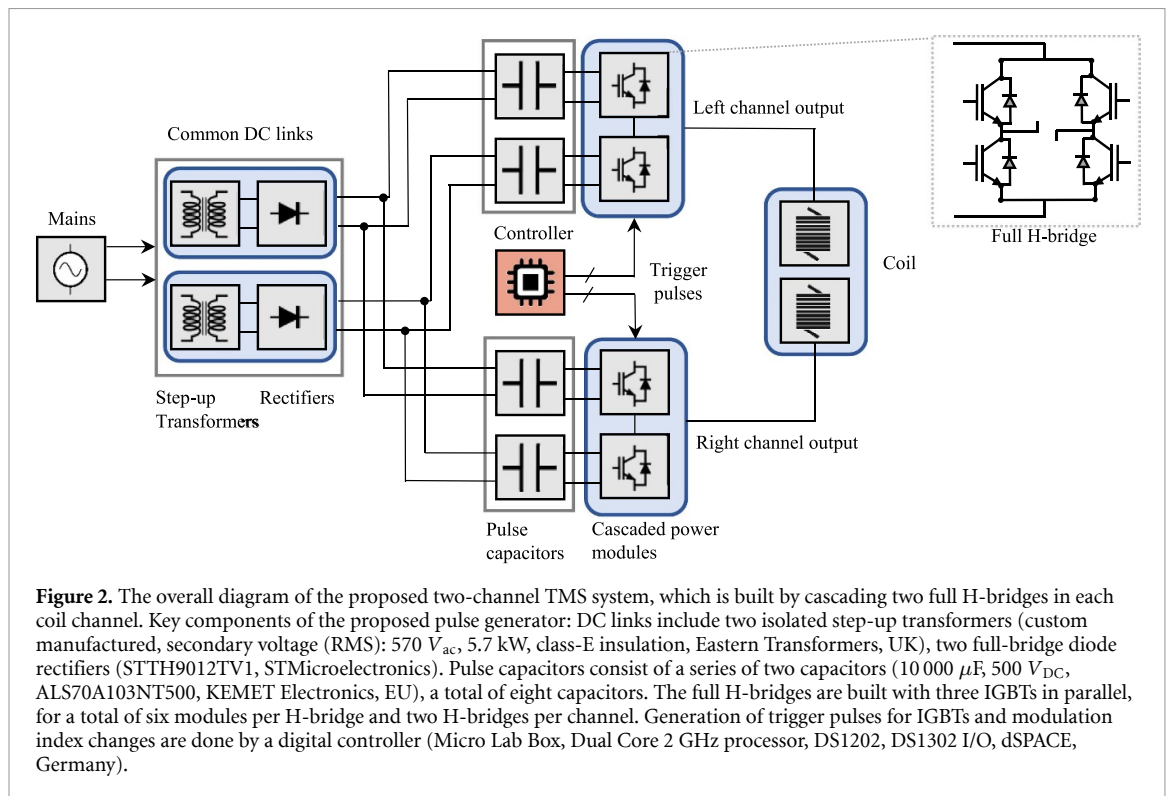 Common DC links
Mains
Step-up
Transformers
Rectifiers
Controller
Trigger
pulses
Left channel output
Right channel output
Coil
Full H-bridge
Pulse
capacitors
Cascaded power
modules
Figure 2. The overall diagram of the proposed two-channel TMS system, which is built by cascading two full H-bridges in each
coil channel. Key components of the proposed pulse generator: DC links include two isolated step-up transformers (custom
manufactured, secondary voltage (RMS): 570 Vac, 5.7 kW, class-E insulation, Eastern Transformers, UK), two full-bridge diode
rectifiers (STTH9012TV1, STMicroelectronics). Pulse capacitors consist of a series of two capacitors (10 000 μF, 500 VDC,
ALS70A103NT500, KEMET Electronics, EU), a total of eight capacitors. The full H-bridges are built with three IGBTs in parallel,
for a total of six modules per H-bridge and two H-bridges per channel. Generation of trigger pulses for IGBTs and modulation
index changes are done by a digital controller (Micro Lab Box, Dual Core 2 GHz processor, DS1202, DS1302 I/O, dSPACE,
Germany).